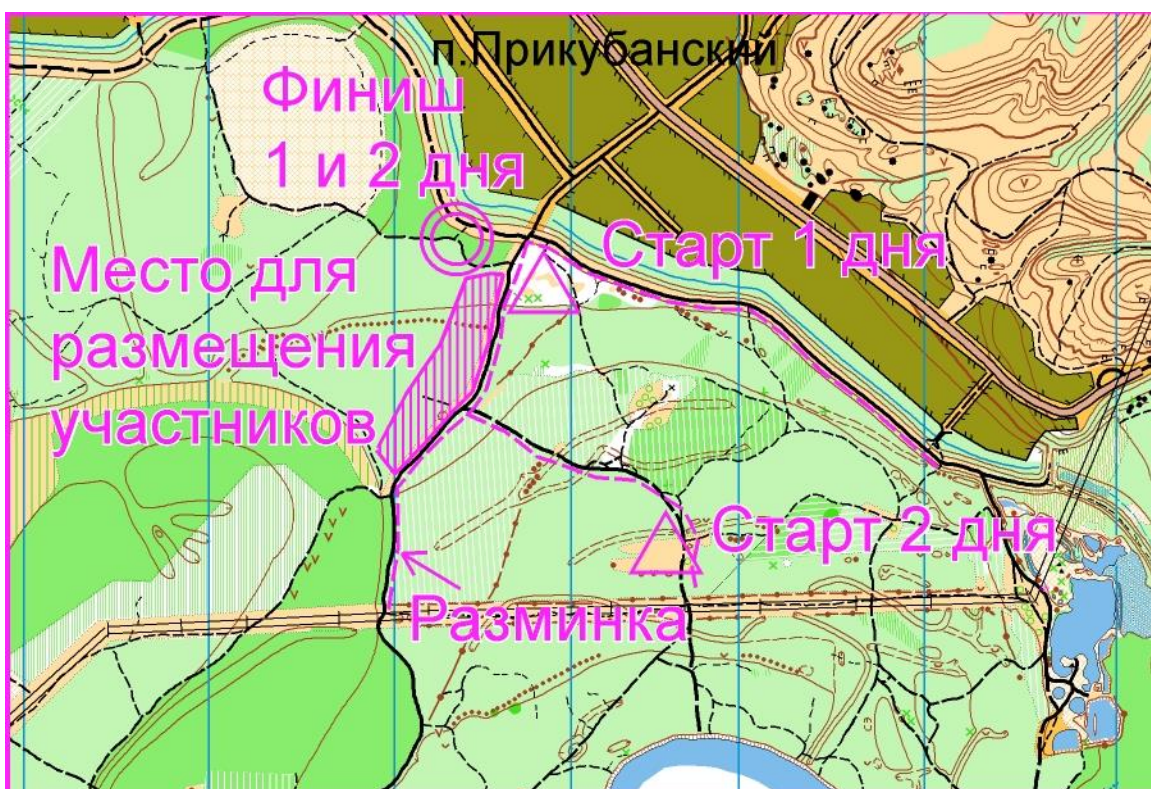 п.Прикубанский
Финиш
1 и 2 дня
Старт 1 дня
Место для
размещения
участников
Старт 2 дня
Разминка